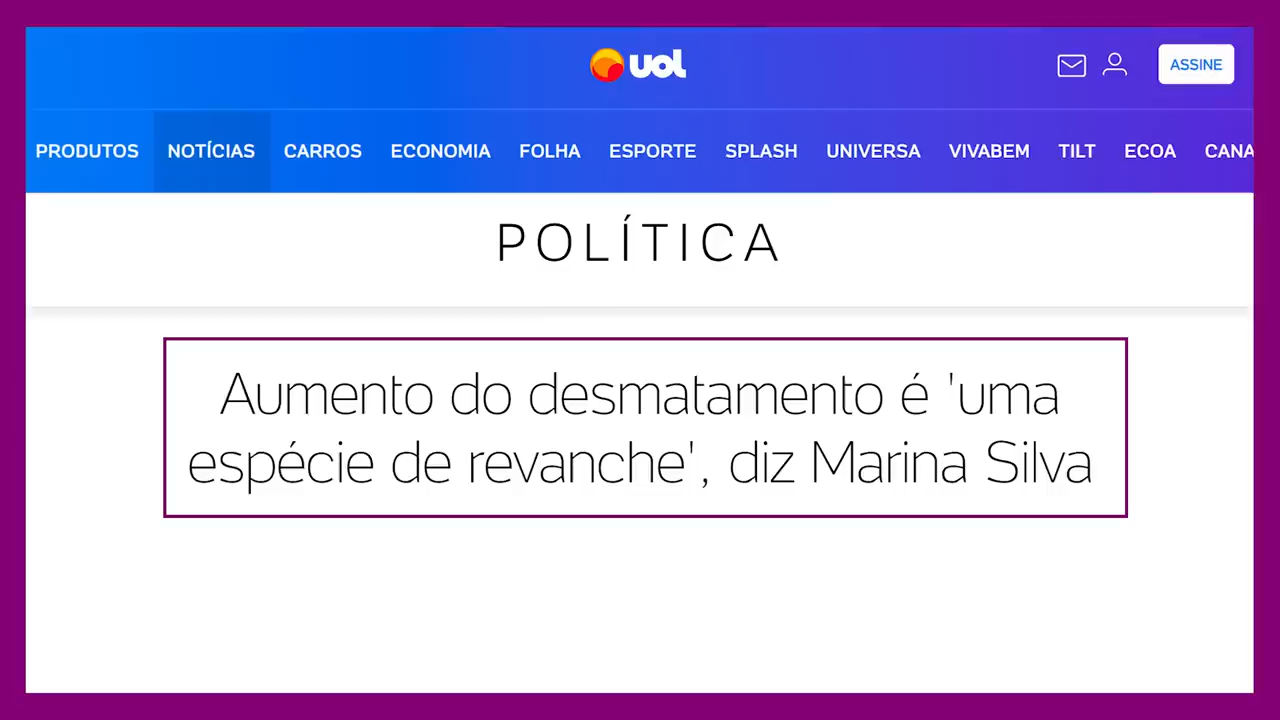 uol
ASSINE
PRODUTOS NOTÍCIAS CARROS ECONOMIA FOLHA ESPORTE SPLASH UNIVERSA VIVABEM TILT ECOA CANA
POLÍTICA
Aumento do desmatamento é 'uma
espécie de revanche', diz Marina Silva